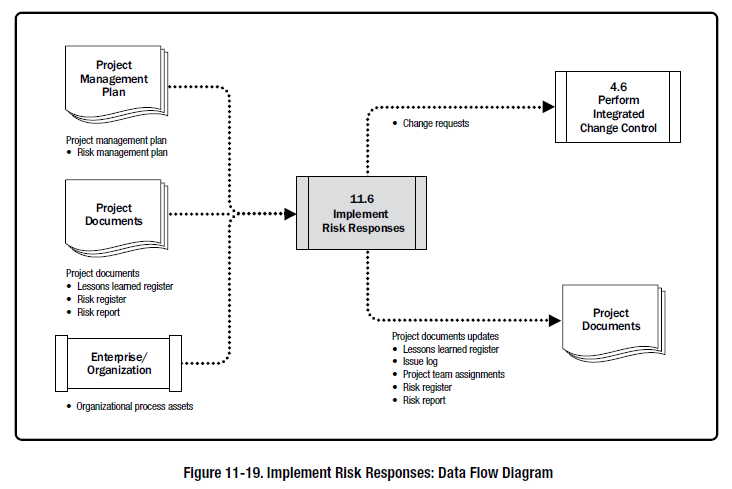 Project
Management
Plan
Project management plan
• Risk management plan
Project
Documents
Project documents
• Lessons learned register
• Risk register
• Risk report
Enterprise/
Organization
• Organizational process assets
11.6
Implement
Risk Responses
• Change requests
4.6
Perform
Integrated
Change Control
Project documents updates
• Lessons learned register
• Issue log
• Project team assignments
• Risk register
• Risk report
Project
Documents
Figure 11-19. Implement Risk Responses: Data Flow Diagram